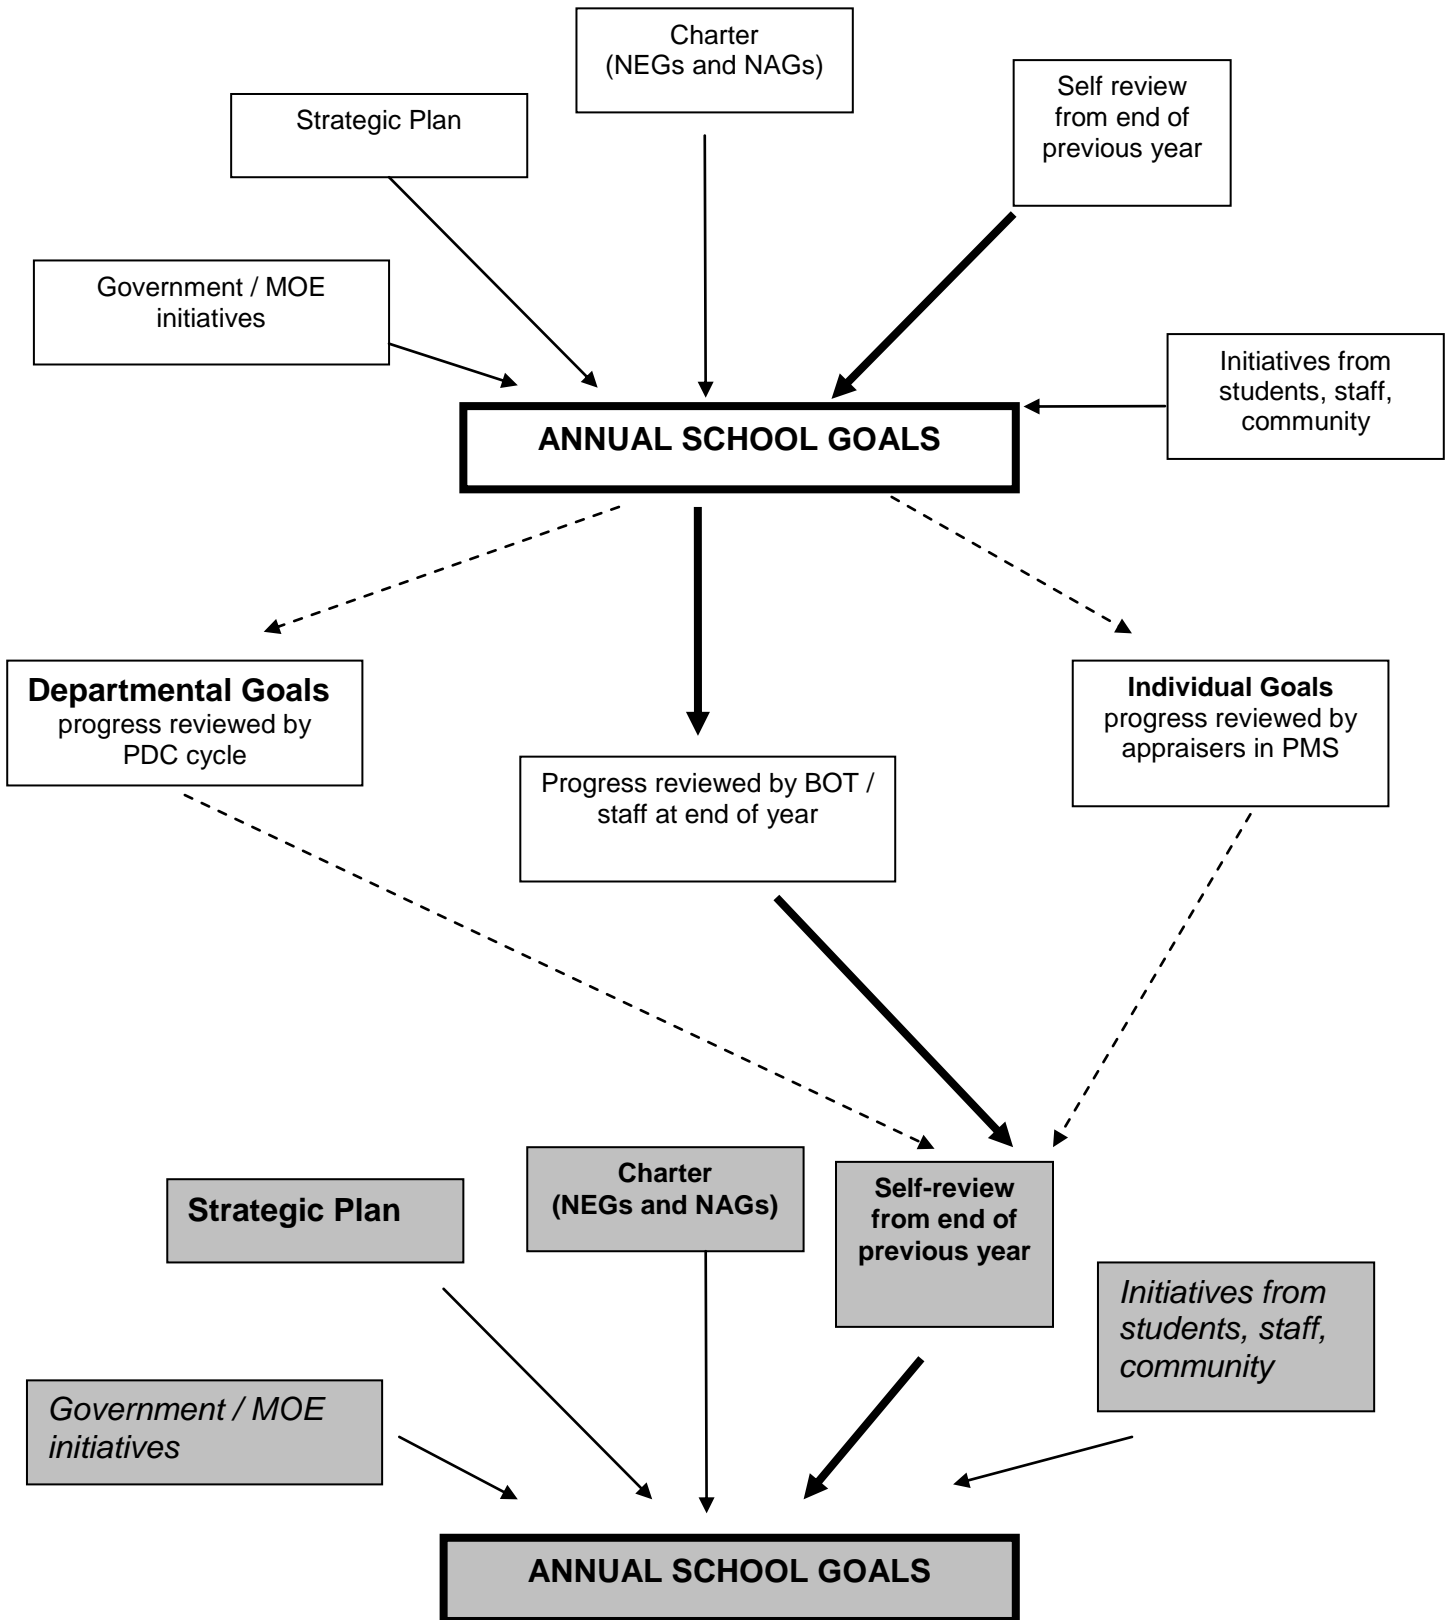 Charter
(NEGs and NAGs)
Self review
from end of
previous year
Strategic Plan
Government / MOE
initiatives
Initiatives from
students, staff,
community
ANNUAL SCHOOL GOALS
Departmental Goals
progress reviewed by
PDC cycle
Individual Goals
progress reviewed by
appraisers in PMS
Progress reviewed by BOT /
staff at end of year
Strategic Plan
Charter
(NEGs and NAGs)
Self-review
from end of
previous year
Initiatives from
students, staff,
community
Government / MOE
initiatives
ANNUAL SCHOOL GOALS